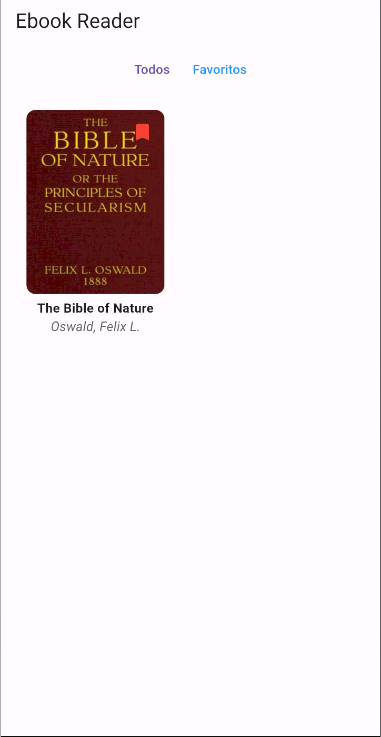 Ebook Reader
Todos Favoritos
THE
BIBLE
OF NATURE
OR THE
PRINCIPLES OF
SECULARISM
FELIX L. OSWALD
1888
The Bible of Nature
Oswald, Felix L.